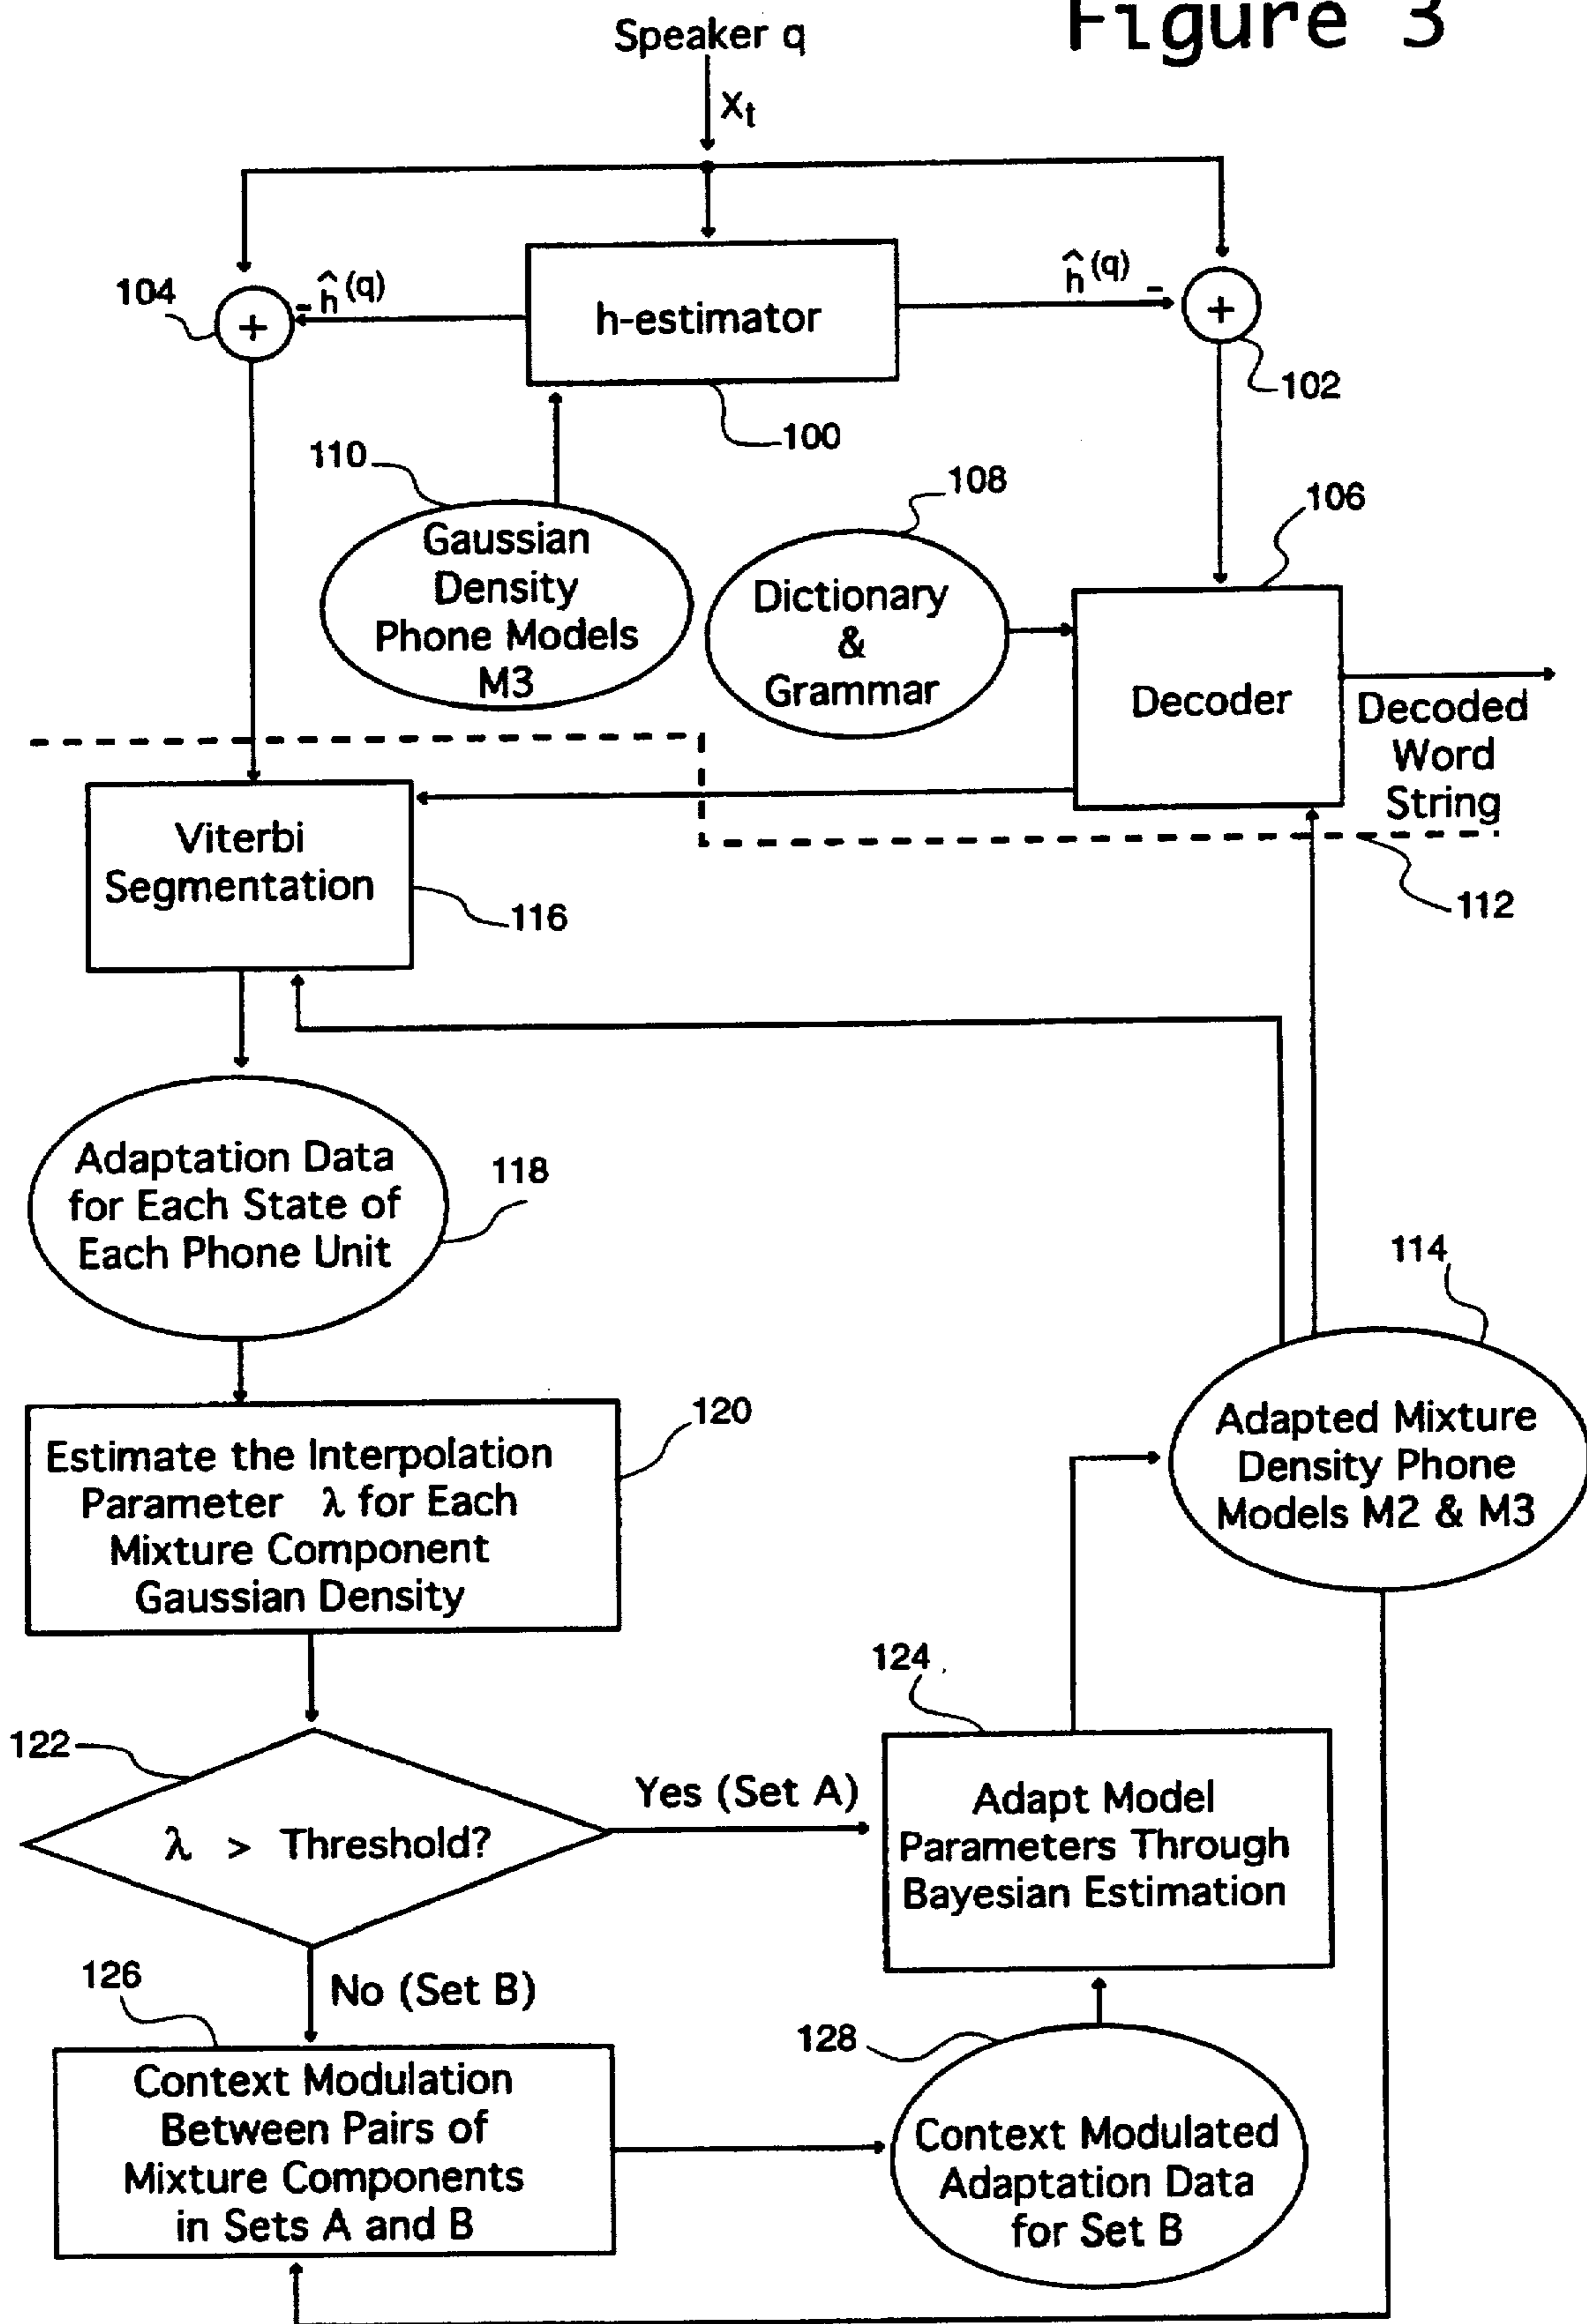 Figure 3
Speaker q
Xt
104
- ĥ(q)
+
h-estimator
ĥ(q) -
+
102
100
110
108
106
Gaussian
Density
Phone Models
M3
Dictionary
&
Grammar
Decoder
Decoded
Word
String
112
Viterbi
Segmentation
116
Adaptation Data
for Each State of
Each Phone Unit
118
114
Adapted Mixture
Density Phone
Models M2 & M3
120
Estimate the Interpolation
Parameter λ for Each
Mixture Component
Gaussian Density
122
λ > Threshold?
Yes (Set A)
124
Adapt Model
Parameters Through
Bayesian Estimation
No (Set B)
126
Context Modulation
Between Pairs of
Mixture Components
in Sets A and B
128
Context Modulated
Adaptation Data
for Set B